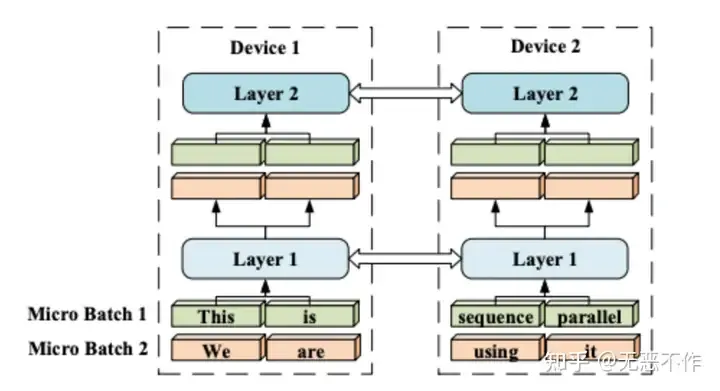 Device 1 Device 2
Layer 2 Layer 2
Layer 1 Layer 1
Micro Batch 1 This is sequence parallel
Micro Batch 2 We are using it
知乎 @无恶不作